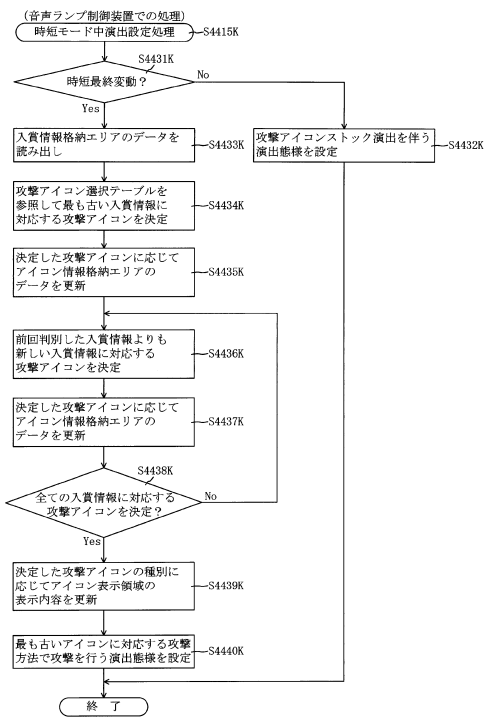 (音声ランプ制御装置での処理)
時短モード中演出設定処理
S4415K
S4431K
時短最終変動？
No
Yes
入賞情報格納エリアのデータを
読み出し
S4433K
攻撃アイコンストック演出を伴う
演出態様を設定
S4432K
攻撃アイコン選択テーブルを
参照して最も古い入賞情報に
対応する攻撃アイコンを決定
S4434K
決定した攻撃アイコンに応じて
アイコン情報格納エリアの
データを更新
S4435K
前回判別した入賞情報よりも
新しい入賞情報に対応する
攻撃アイコンを決定
S4436K
決定した攻撃アイコンに応じて
アイコン情報格納エリアの
データを更新
S4437K
S4438K
全ての入賞情報に対応する
攻撃アイコンを決定？
No
Yes
決定した攻撃アイコンの種別に
応じてアイコン表示領域の
表示内容を更新
S4439K
最も古いアイコンに対応する攻撃
方法で攻撃を行う演出態様を設定
S4440K
終 了